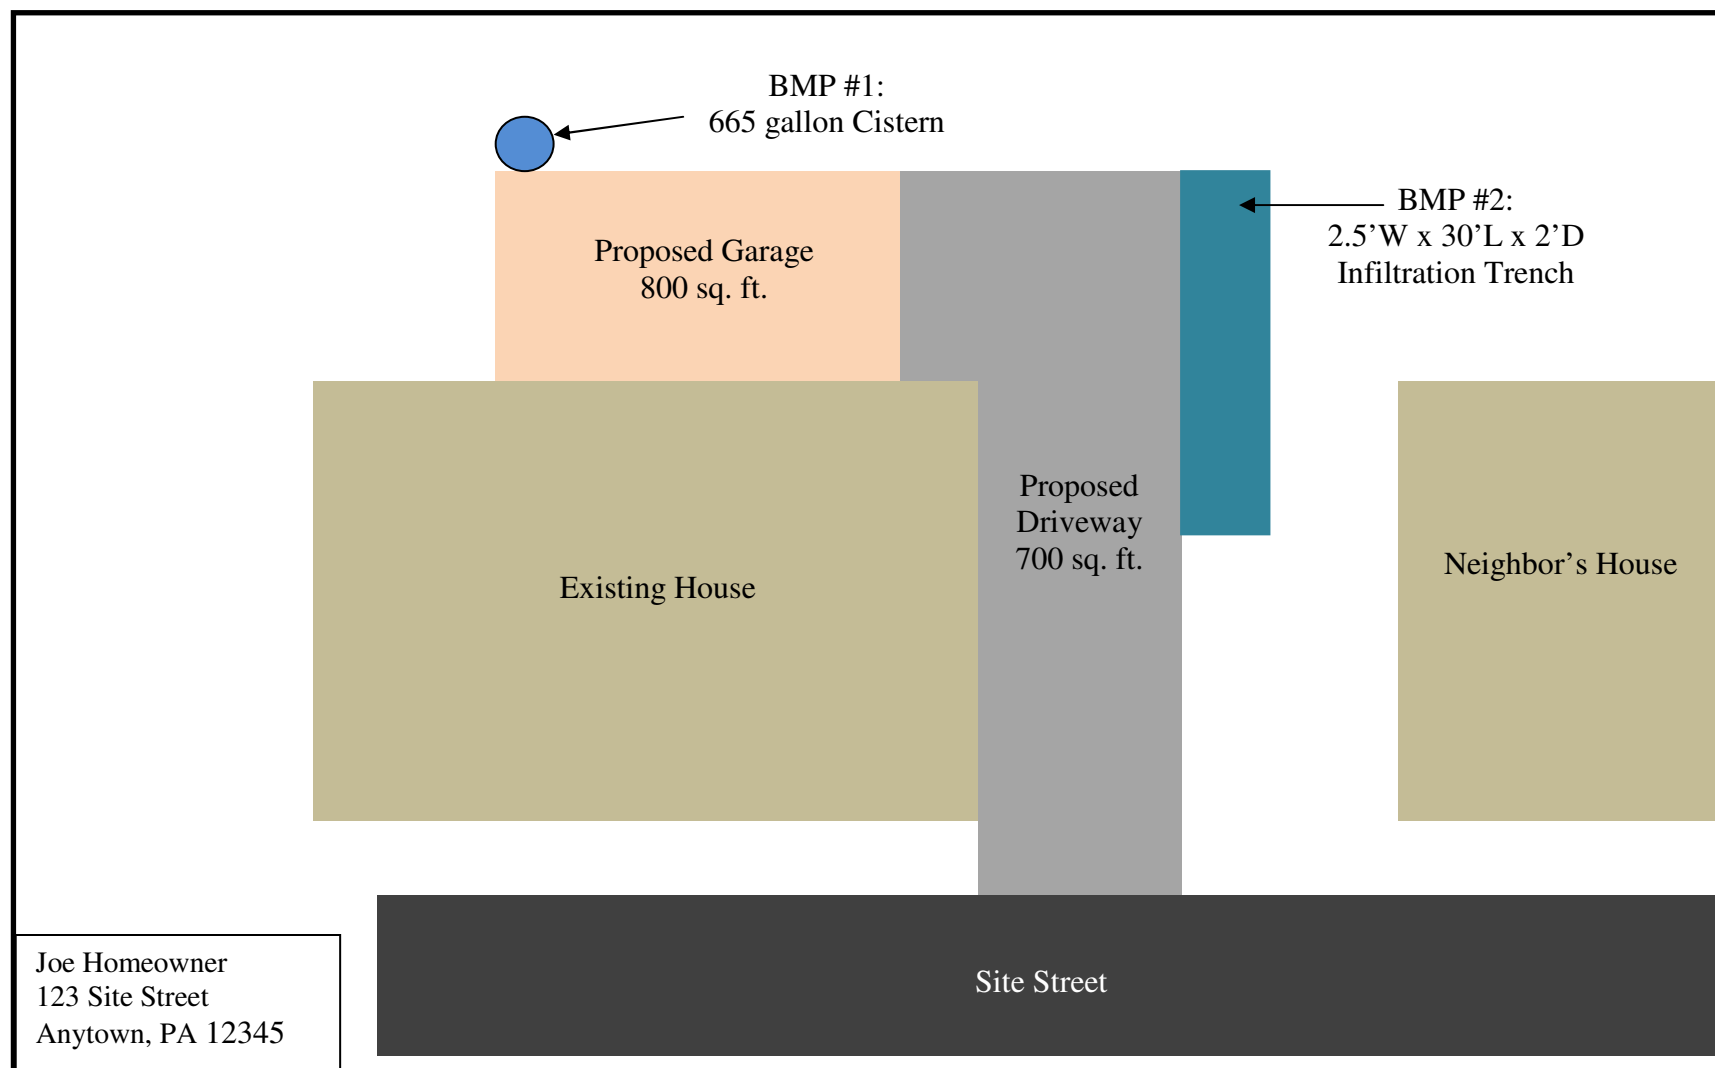 BMP #1:
665 gallon Cistern
BMP #2:
2.5’W x 30’L x 2’D
Infiltration Trench
Proposed Garage
800 sq. ft.
Proposed
Driveway
700 sq. ft.
Existing House
Neighbor’s House
Site Street
Joe Homeowner
123 Site Street
Anytown, PA 12345